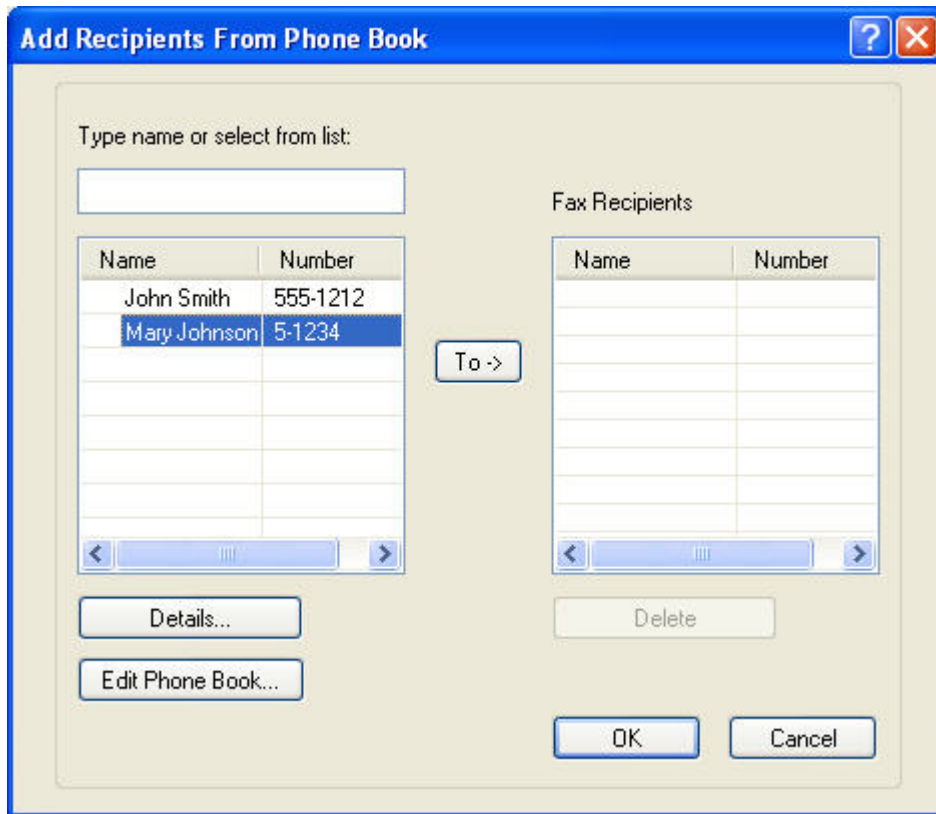 Add Recipients From Phone Book
Type name or select from list:
Fax Recipients
Name Number
John Smith 555-1212
Mary Johnson 5-1234
To ->
Name Number
Details...
Edit Phone Book...
Delete
OK
Cancel